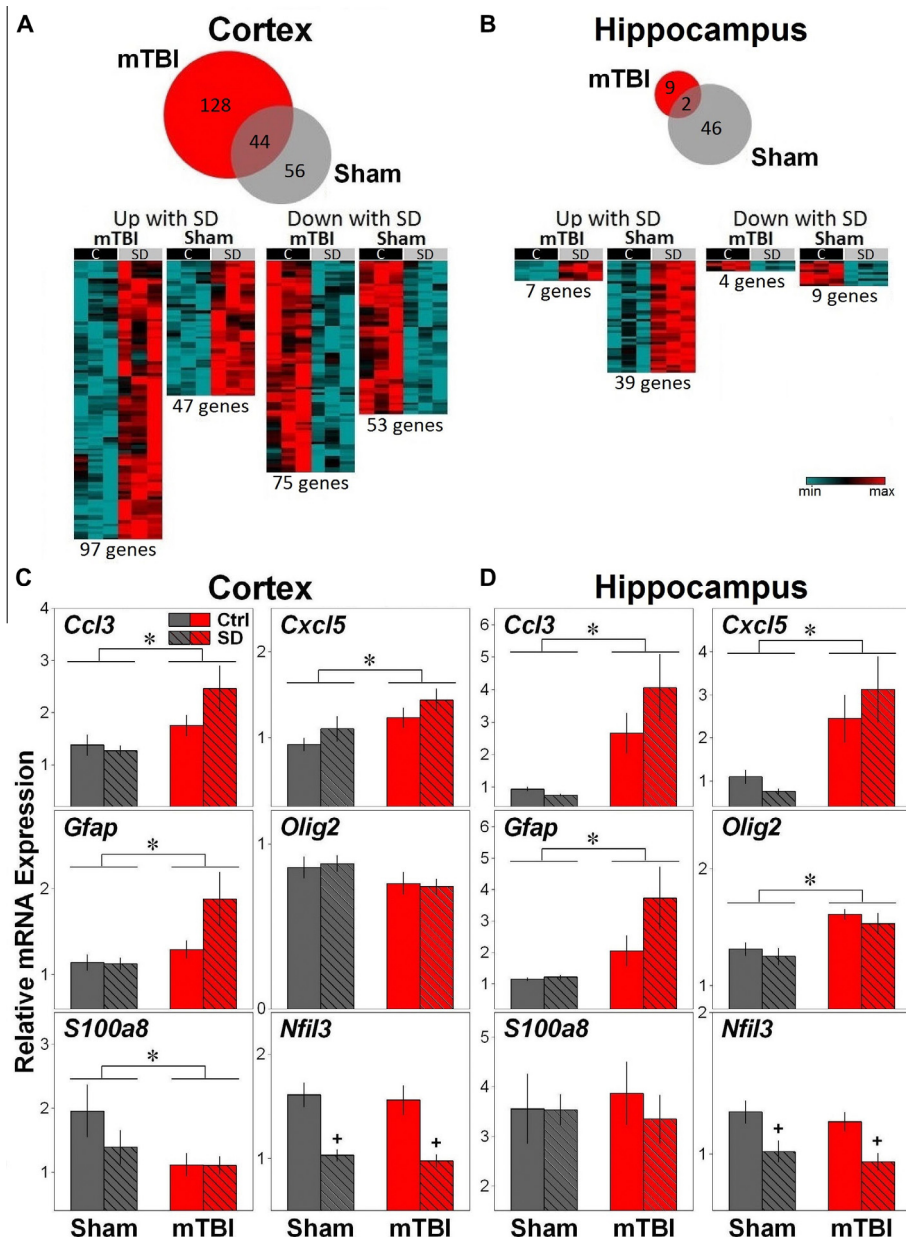 A
Cortex
mTBI
128
44
56
Sham
Up with SD
mTBI
Sham
C
SD
C
SD
97 genes
47 genes
Down with SD
mTBI
Sham
C
SD
C
SD
75 genes
53 genes
B
Hippocampus
mTBI
9
2
46
Sham
Up with SD
mTBI
Sham
C
SD
C
SD
7 genes
39 genes
Down with SD
mTBI
Sham
C
SD
C
SD
4 genes
9 genes
min
max
C
Cortex
Relative mRNA Expression
Ccl3
4
3
2
1
*
Ctrl
SD
Cxcl5
2
1
*
Gfap
2
1
*
Olig2
1
0
S100a8
3
2
1
*
Nfil3
2
1
+
+
Sham
mTBI
Sham
mTBI
D
Hippocampus
Ccl3
6
5
4
3
2
1
*
Cxcl5
4
3
2
1
*
Gfap
6
5
4
3
2
1
*
Olig2
2
1
*
S100a8
5
4
3
2
Nfil3
2
1
+
+
Sham
mTBI
Sham
mTBI